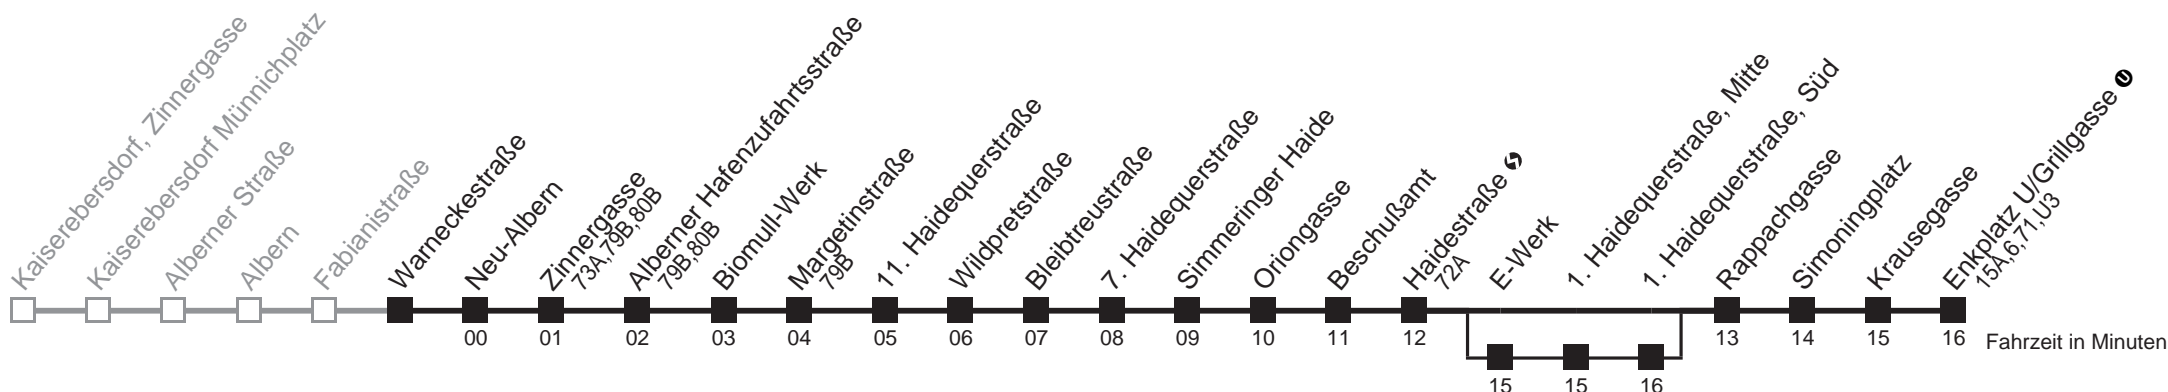 Kaiserebersdorf, Zinnergasse
Kaiserebersdorf Münnichplatz
Alberner Straße
Albern
Fabianistraße
Warneckestraße
Neu-Albern
Zinnergasse
73A,79B,80B
Alberner Hafenzufahrtsstraße
79B,80B
Biomull-Werk
Margetinstraße
79B
11. Haidequerstraße
Wildpretstraße
Bleibtreustraße
7. Haidequerstraße
Simmeringer Haide
Oriongasse
Beschußamt
Haidestraße
72A
E-Werk
1. Haidequerstraße, Mitte
1. Haidequerstraße, Süd
Rappachgasse
Simoningplatz
Krausegasse
Enkplatz U/Grillgasse U
15A,6,71,U3
00 01 02 03 04 05 06 07 08 09 10 11 12 13 14 15 16 Fahrzeit in Minuten
15 15 16